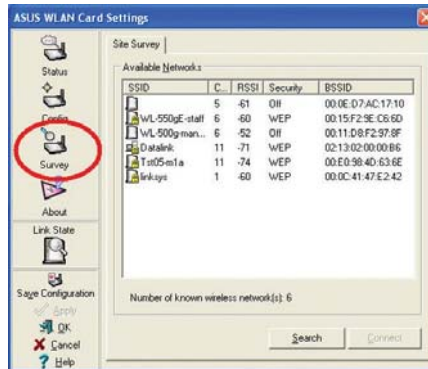 ASUS WLAN Card Settings
Status
Config
Survey
About
Link State
Save Configuration
Apply
OK
Cancel
Help
Site Survey
Available Networks
SSID C... RSSI Security BSSID
5 -61 Off 00:0E:D7:AC:17:10
WL-550gE-staff 6 -60 WEP 00:15:F2:9E:C6:6D
WL-500g-man... 6 -52 Off 00:11:D8:F2:97:8F
Datalink 11 -71 WEP 02:13:02:00:00:B6
Tst05-m1a 11 -74 WEP 00:E0:98:4D:63:6E
linksys 1 -60 WEP 00:0C:41:47:E2:42
Number of known wireless network(s): 6
Search Connect